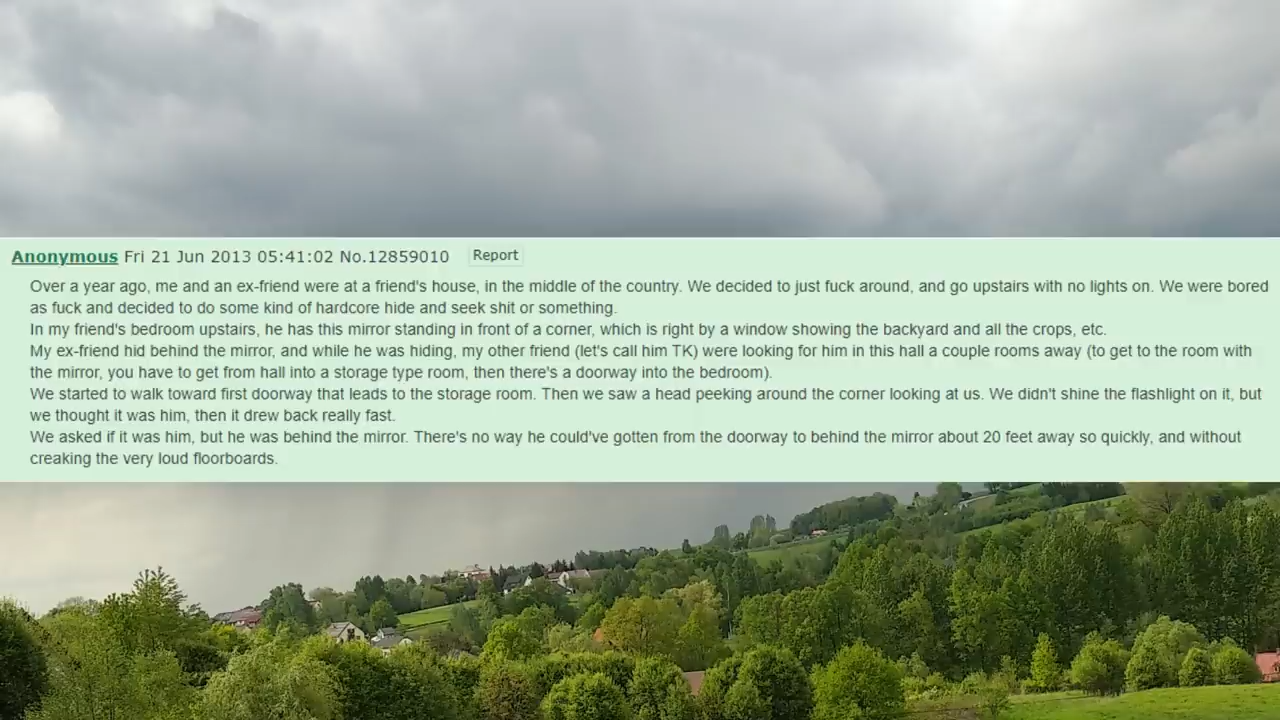 Anonymous Fri 21 Jun 2013 05:41:02 No.12859010 Report
Over a year ago, me and an ex-friend were at a friend's house, in the middle of the country. We decided to just fuck around, and go upstairs with no lights on. We were bored
as fuck and decided to do some kind of hardcore hide and seek shit or something.
In my friend's bedroom upstairs, he has this mirror standing in front of a corner, which is right by a window showing the backyard and all the crops, etc.
My ex-friend hid behind the mirror, and while he was hiding, my other friend (let's call him TK) were looking for him in this hall a couple rooms away (to get to the room with
the mirror, you have to get from hall into a storage type room, then there's a doorway into the bedroom).
We started to walk toward first doorway that leads to the storage room. Then we saw a head peeking around the corner looking at us. We didn't shine the flashlight on it, but
we thought it was him, then it drew back really fast.
We asked if it was him, but he was behind the mirror. There's no way he could've gotten from the doorway to behind the mirror about 20 feet away so quickly, and without
creaking the very loud floorboards.